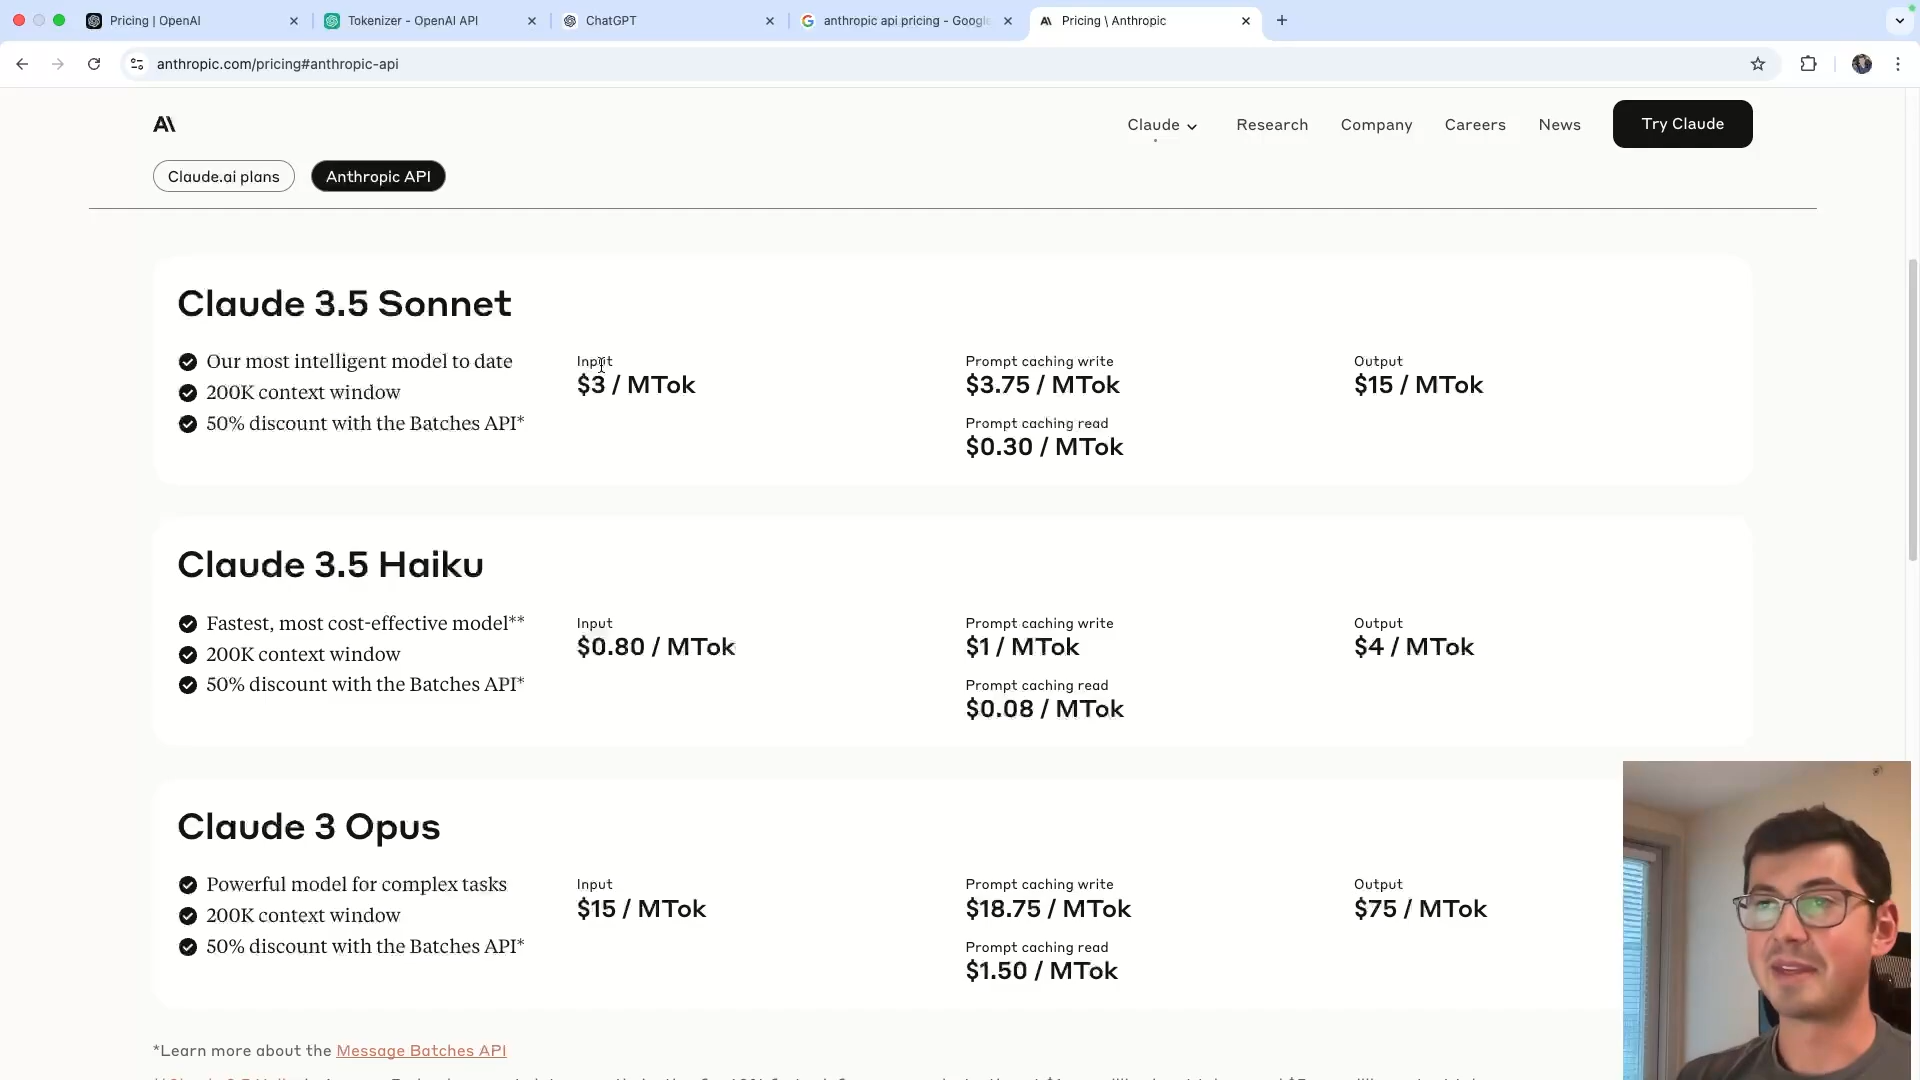 Pricing | OpenAI
Tokenizer - OpenAI API
ChatGPT
anthropic api pricing - Google
Pricing \ Anthropic
anthropic.com/pricing#anthropic-api
Claude
Research
Company
Careers
News
Try Claude
Claude.ai plans
Anthropic API
Claude 3.5 Sonnet
Our most intelligent model to date
200K context window
50% discount with the Batches API*
Input
$3 / MTok
Prompt caching write
$3.75 / MTok
Prompt caching read
$0.30 / MTok
Output
$15 / MTok
Claude 3.5 Haiku
Fastest, most cost-effective model**
200K context window
50% discount with the Batches API*
Input
$0.80 / MTok
Prompt caching write
$1 / MTok
Prompt caching read
$0.08 / MTok
Output
$4 / MTok
Claude 3 Opus
Powerful model for complex tasks
200K context window
50% discount with the Batches API*
Input
$15 / MTok
Prompt caching write
$18.75 / MTok
Prompt caching read
$1.50 / MTok
Output
$75 / MTok
*Learn more about the Message Batches API